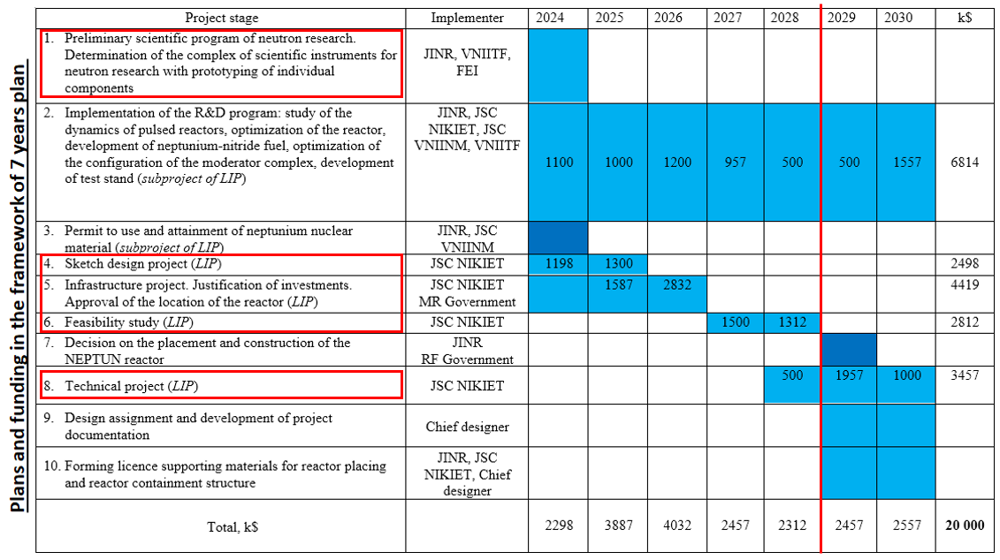 Plans and funding in the framework of 7 years plan
Project stage Implementer 2024 2025 2026 2027 2028 2029 2030 k$
1. Preliminary scientific program of neutron research.
Determination of the complex of scientific instruments for
neutron research with prototyping of individual
components
JINR, VNIITF,
FEI
2. Implementation of the R&D program: study of the
dynamics of pulsed reactors, optimization of the reactor,
development of neptunium-nitride fuel, optimization of
the configuration of the moderator complex, development
of test stand (subproject of LIP)
JINR, JSC
NIKIET, JSC
VNIINM, VNIITF
1100 1000 1200 957 500 500 1557 6814
3. Permit to use and attainment of neptunium nuclear
material (subproject of LIP)
JINR, JSC
VNIINM
4. Sketch design project (LIP) JSC NIKIET 1198 1300 2498
5. Infrastructure project. Justification of investments.
Approval of the location of the reactor (LIP)
JSC NIKIET
MR Government
1587 2832 4419
6. Feasibility study (LIP) JSC NIKIET 1500 1312 2812
7. Decision on the placement and construction of the
NEPTUN reactor
JINR
RF Government
8. Technical project (LIP) JSC NIKIET 500 1957 1000 3457
9. Design assignment and development of project
documentation
Chief designer
10. Forming licence supporting materials for reactor placing
and reactor containment structure
JINR, JSC
NIKIET, Chief
designer
Total, k$ 2298 3887 4032 2457 2312 2457 2557 20 000